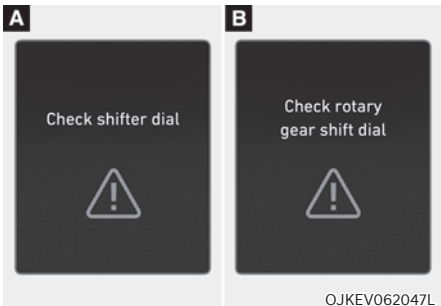 A
Check shifter dial
B
Check rotary
gear shift dial
OJKEV062047L